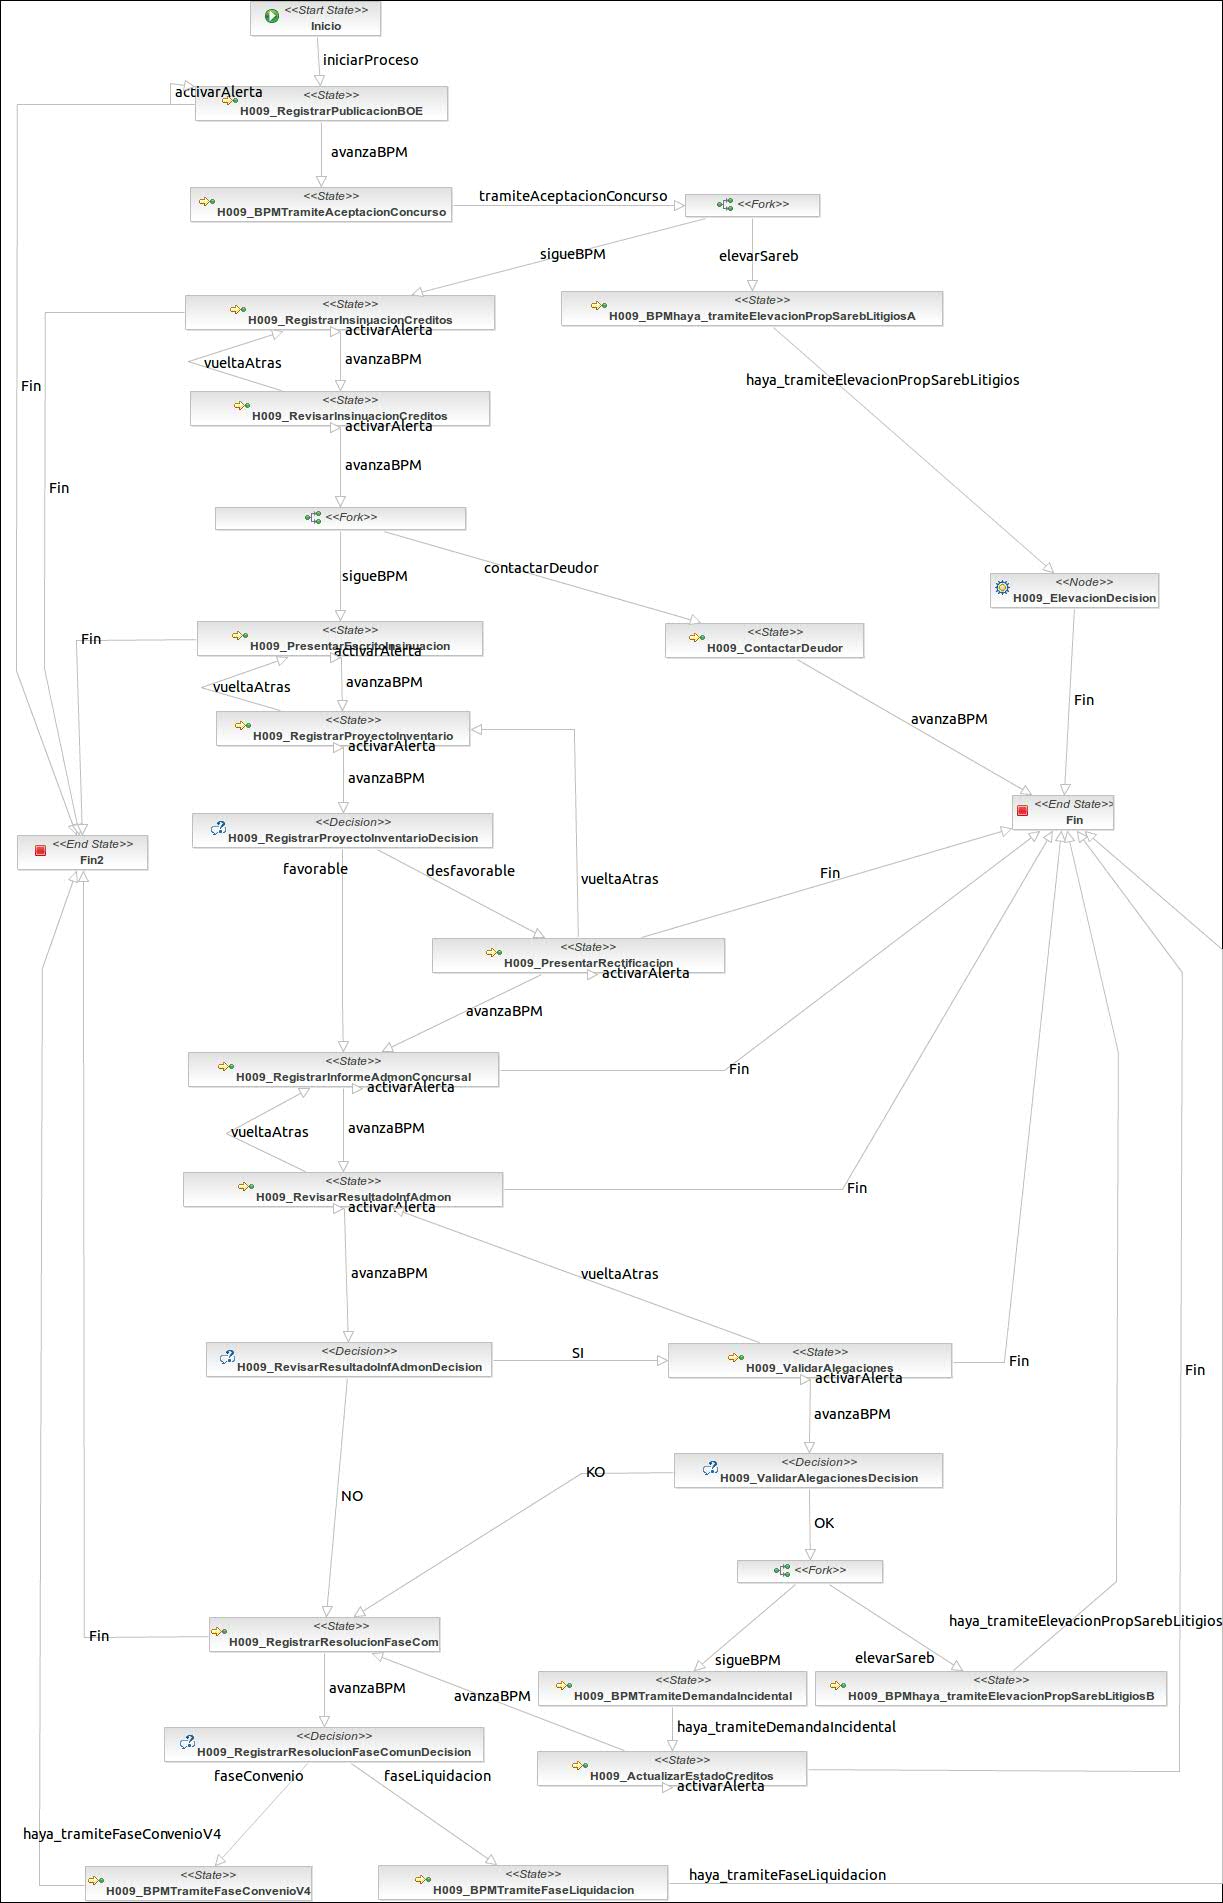 <<Start State>>
Inicio
iniciarProceso
activarAlerta
<<State>>
H009_RegistrarPublicacionBOE
avanzaBPM
<<State>>
H009_BPMTramiteAceptacionConcurso
tramiteAceptacionConcurso
<<Fork>>
sigueBPM
elevarSareb
<<State>>
H009_RegistrarInsinuacionCreditos
activarAlerta
<<State>>
H009_BPMhaya_tramiteElevacionPropSarebLitigiosA
vueltaAtras
avanzaBPM
haya_tramiteElevacionPropSarebLitigios
Fin
<<State>>
H009_RevisarInsinuacionCreditos
activarAlerta
avanzaBPM
Fin
<<Fork>>
sigueBPM
contactarDeudor
<<Node>>
H009_ElevacionDecision
Fin
<<State>>
H009_PresentarEscritoInsinuacion
activarAlerta
<<State>>
H009_ContactarDeudor
vueltaAtras
avanzaBPM
Fin
avanzaBPM
<<State>>
H009_RegistrarProyectoInventario
activarAlerta
avanzaBPM
<<End State>>
Fin
<<Decision>>
H009_RegistrarProyectoInventarioDecision
<<End State>>
Fin2
favorable
desfavorable
vueltaAtras
Fin
<<State>>
H009_PresentarRectificacion
activarAlerta
avanzaBPM
<<State>>
H009_RegistrarInformeAdmonConcursal
activarAlerta
Fin
vueltaAtras
avanzaBPM
<<State>>
H009_RevisarResultadoInfAdmon
activarAlerta
Fin
avanzaBPM
vueltaAtras
<<Decision>>
H009_RevisarResultadoInfAdmonDecision
SI
<<State>>
H009_ValidarAlegaciones
activarAlerta
Fin
Fin
avanzaBPM
<<Decision>>
H009_ValidarAlegacionesDecision
KO
NO
OK
<<Fork>>
<<State>>
H009_RegistrarResolucionFaseCom
Fin
haya_tramiteElevacionPropSarebLitigios
sigueBPM
elevarSareb
avanzaBPM
avanzaBPM
<<State>>
H009_BPMTramiteDemandaIncidental
<<State>>
H009_BPMhaya_tramiteElevacionPropSarebLitigiosB
haya_tramiteDemandaIncidental
<<Decision>>
H009_RegistrarResolucionFaseComunDecision
<<State>>
H009_ActualizarEstadoCreditos
activarAlerta
faseConvenio
faseLiquidacion
haya_tramiteFaseConvenioV4
<<State>>
H009_BPMTramiteFaseConvenioV4
<<State>>
H009_BPMTramiteFaseLiquidacion
haya_tramiteFaseLiquidacion